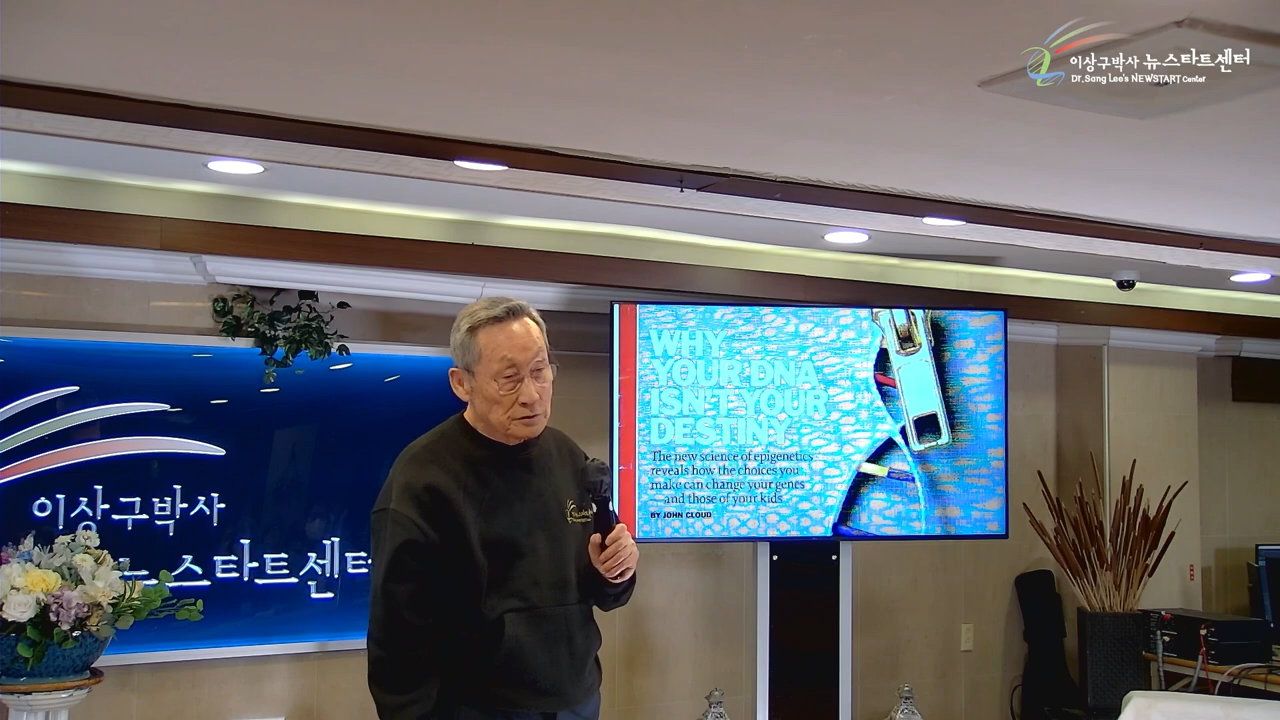 이상구박사 뉴스타트센터
Dr. Sang Lee's NEWSTART Center
WHY
YOUR DNA
ISN'T YOUR
DESTINY
The new science of epigenetics
reveals how the choices you
make can change your genes
—and those of your kids
BY JOHN CLOUD
이상구박사
뉴스타트센터